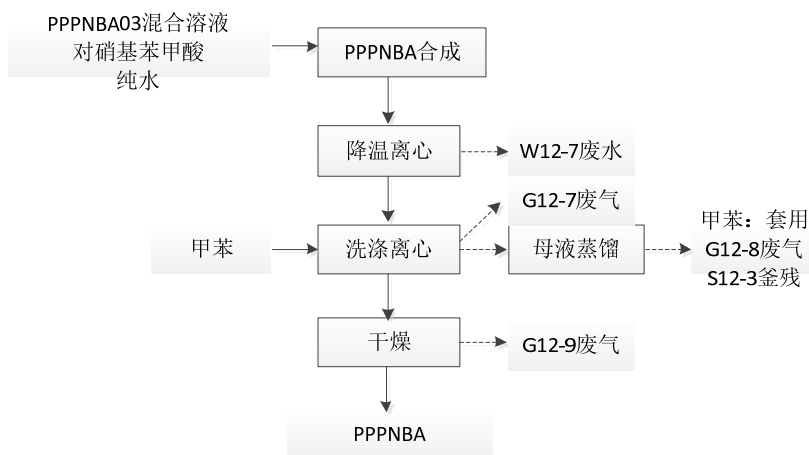 PPPNBA03混合溶液
对硝基苯甲酸
纯水
PPPNBA合成
降温离心
W12-7废水
G12-7废气
甲苯
洗涤离心
母液蒸馏
甲苯：套用
G12-8废气
S12-3釜残
干燥
G12-9废气
PPPNBA